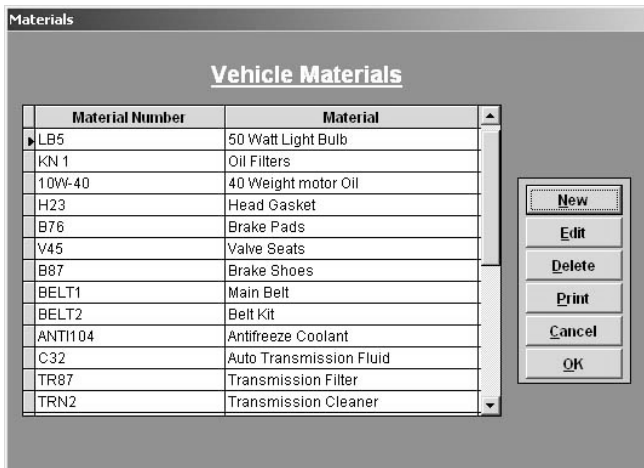 Materials
Vehicle Materials
Material Number Material
LB5 50 Watt Light Bulb
KN 1 Oil Filters
10W-40 40 Weight motor Oil
H23 Head Gasket
B76 Brake Pads
V45 Valve Seats
B87 Brake Shoes
BELT1 Main Belt
BELT2 Belt Kit
ANTI104 Antifreeze Coolant
C32 Auto Transmission Fluid
TR87 Transmission Filter
TRN2 Transmission Cleaner
New
Edit
Delete
Print
Cancel
OK